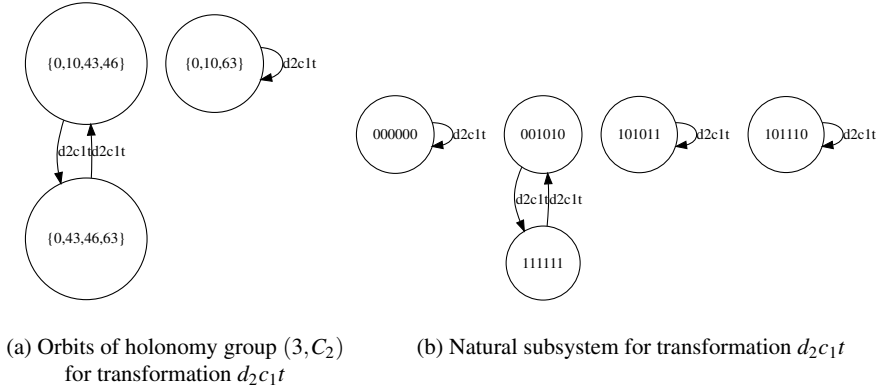 {0,10,43,46}
{0,10,63}
d2c1t
d2c1t
d2c1t
{0,43,46,63}
000000
d2c1t
001010
101011
d2c1t
101110
d2c1t
d2c1t
d2c1t
111111
(a) Orbits of holonomy group (3,C₂)
for transformation d₂c₁t
(b) Natural subsystem for transformation d₂c₁t